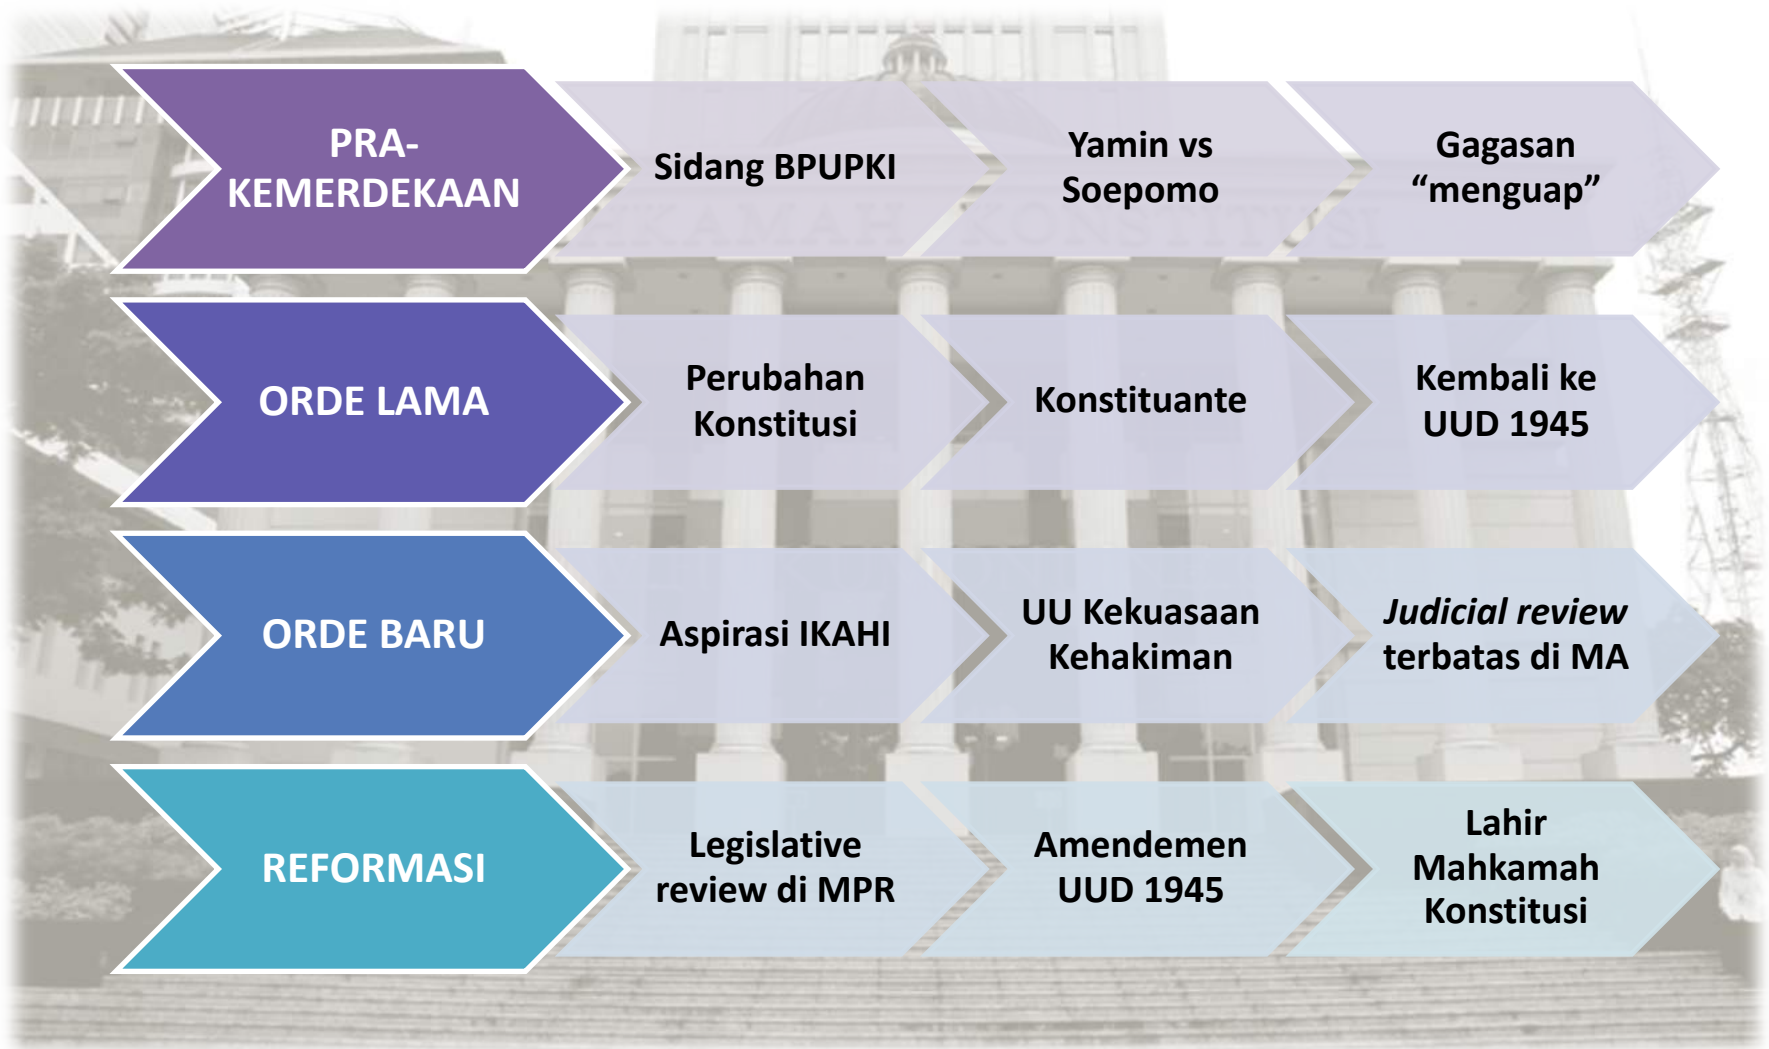 PRA-
KEMERDEKAAN
Sidang BPUPKI
Yamin vs
Soepomo
Gagasan
“menguap”
MAHKAMAH KONSTITUSI
ORDE LAMA
Perubahan
Konstitusi
Konstituante
Kembali ke
UUD 1945
ORDE BARU
Aspirasi IKAHI
UU Kekuasaan
Kehakiman
Judicial review
terbatas di MA
REFORMASI
Legislative
review di MPR
Amendemen
UUD 1945
Lahir
Mahkamah
Konstitusi